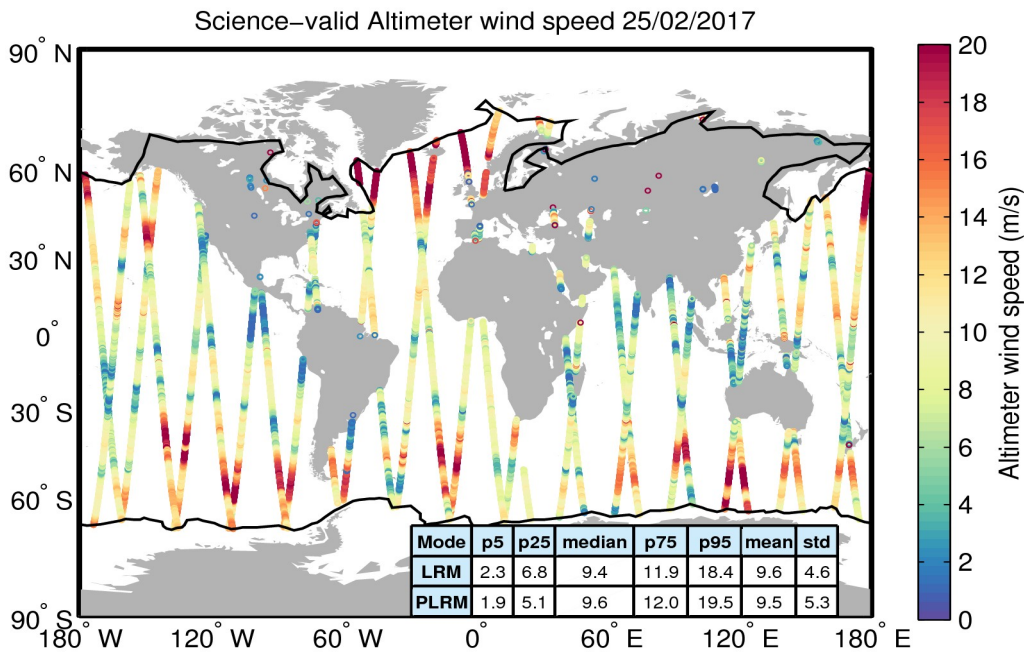 Science-valid Altimeter wind speed 25/02/2017
90° N
60° N
30° N
0°
30° S
60° S
90° S
180° W
120° W
60° W
0°
60° E
120° E
180° E
Mode p5 p25 median p75 p95 mean std
LRM 2.3 6.8 9.4 11.9 18.4 9.6 4.6
PLRM 1.9 5.1 9.6 12.0 19.5 9.5 5.3
20
18
16
14
12
10
8
6
4
2
0
Altimeter wind speed (m/s)